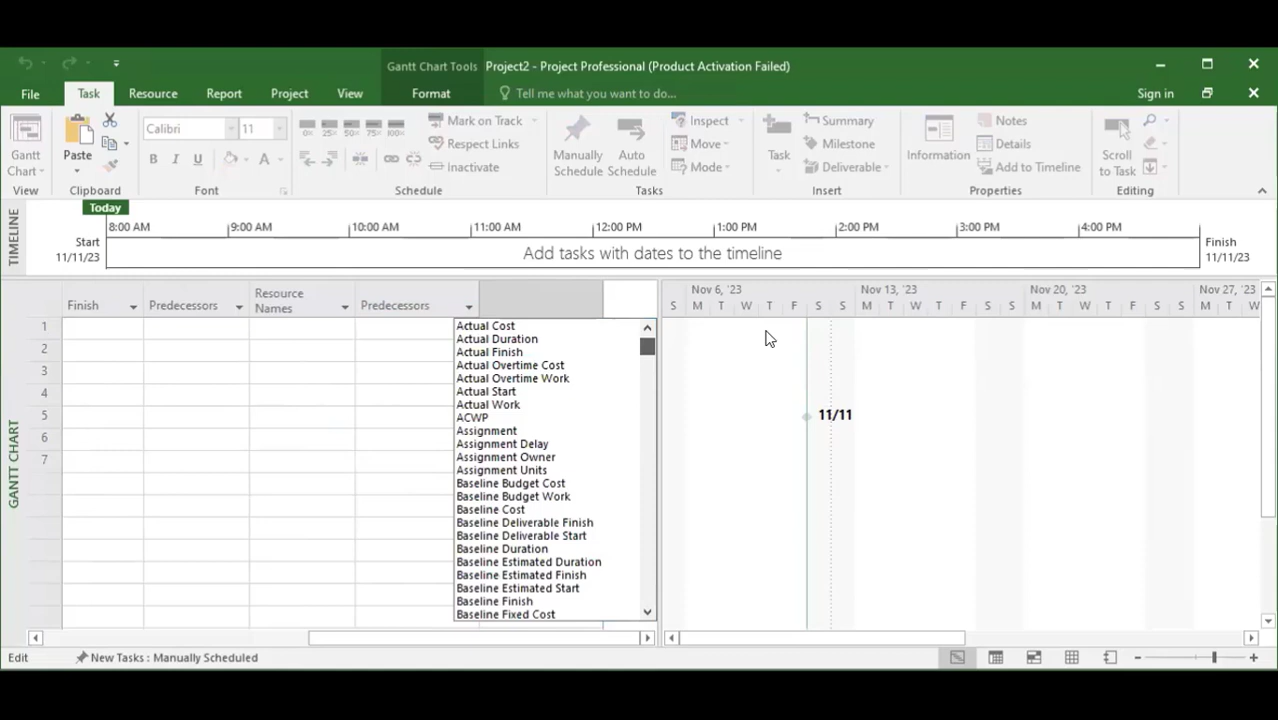 Gantt Chart Tools
Project2 - Project Professional (Product Activation Failed)
File
Task
Resource
Report
Project
View
Format
Tell me what you want to do...
Sign in
Gantt
Chart
View
Paste
Clipboard
Calibri
11
B I U
A
Font
0% 25% 50% 75% 100%
Mark on Track
Respect Links
Inactivate
Schedule
Manually
Schedule
Auto
Schedule
Inspect
Move
Mode
Tasks
Task
Summary
Milestone
Deliverable
Insert
Information
Notes
Details
Add to Timeline
Properties
Scroll
to Task
Editing
TIMELINE
Today
Start
11/11/23
8:00 AM
9:00 AM
10:00 AM
11:00 AM
12:00 PM
1:00 PM
2:00 PM
3:00 PM
4:00 PM
Add tasks with dates to the timeline
Finish
11/11/23
GANTT CHART
Finish
Predecessors
Resource
Names
Predecessors
1
2
3
4
5
6
7
Actual Cost
Actual Duration
Actual Finish
Actual Overtime Cost
Actual Overtime Work
Actual Start
Actual Work
ACWP
Assignment
Assignment Delay
Assignment Owner
Assignment Units
Baseline Budget Cost
Baseline Budget Work
Baseline Cost
Baseline Deliverable Finish
Baseline Deliverable Start
Baseline Duration
Baseline Estimated Duration
Baseline Estimated Finish
Baseline Estimated Start
Baseline Finish
Baseline Fixed Cost
Nov 6, '23
Nov 13, '23
Nov 20, '23
Nov 27, '23
S M T W T F S S M T W T F S S M T W T F S S M T W
11/11
Edit
New Tasks : Manually Scheduled